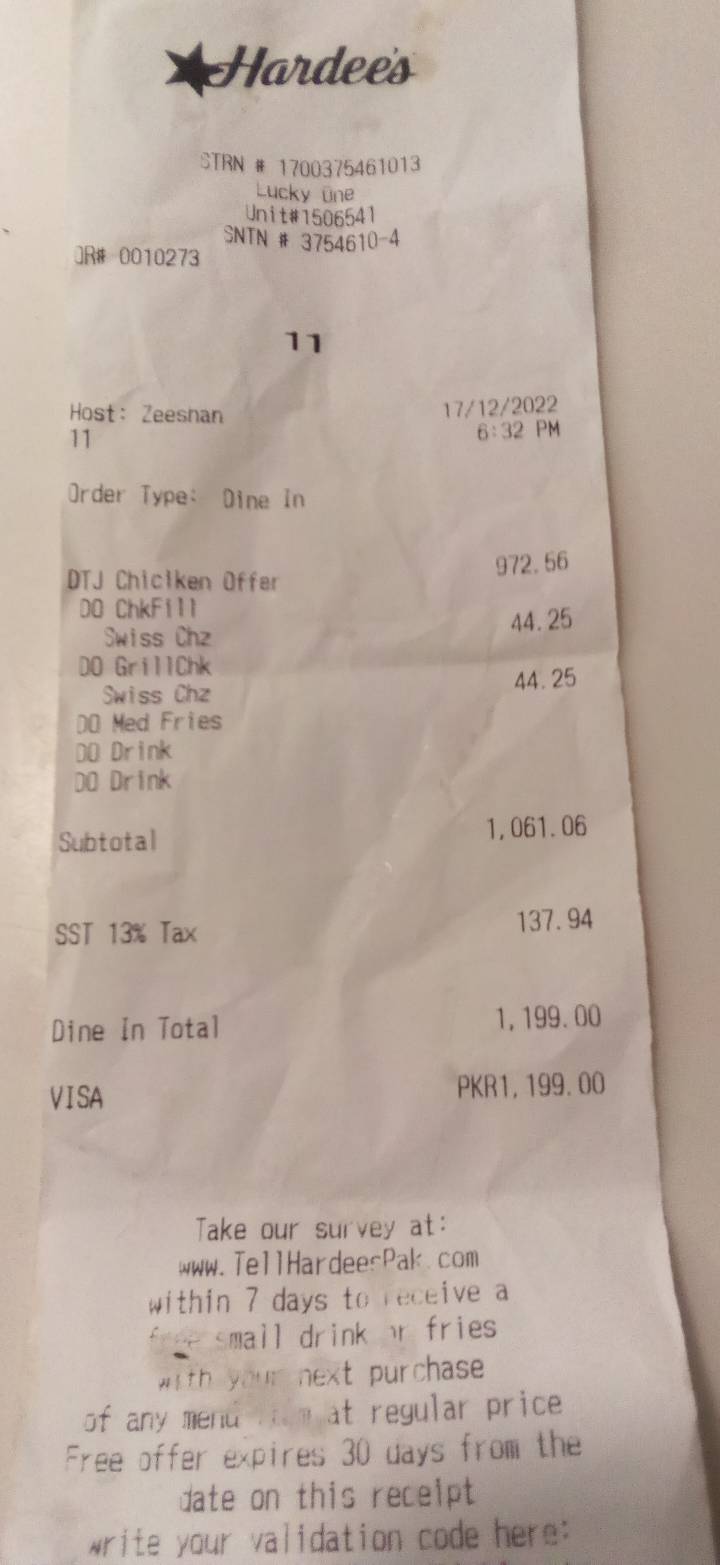 Hardee's
STRN # 1700375461013
Lucky One
Unit#1506541
SNTN # 3754610-4
OR# 0010273
11
Host: Zeeshan 17/12/2022
11 6:32 PM
Order Type: Dine In
DTJ Chiclken Offer 972.56
DO ChkFill
Swiss Chz 44.25
DO GrillChk
Swiss Chz 44.25
DO Med Fries
DO Drink
DO Drink
Subtotal 1,061.06
SST 13% Tax 137.94
Dine In Total 1,199.00
VISA PKR1,199.00
Take our survey at:
www.TellHardeesPak.com
within 7 days to receive a
free small drink or fries
with your next purchase
of any menu item at regular price
Free offer expires 30 days from the
date on this receipt
write your validation code here: